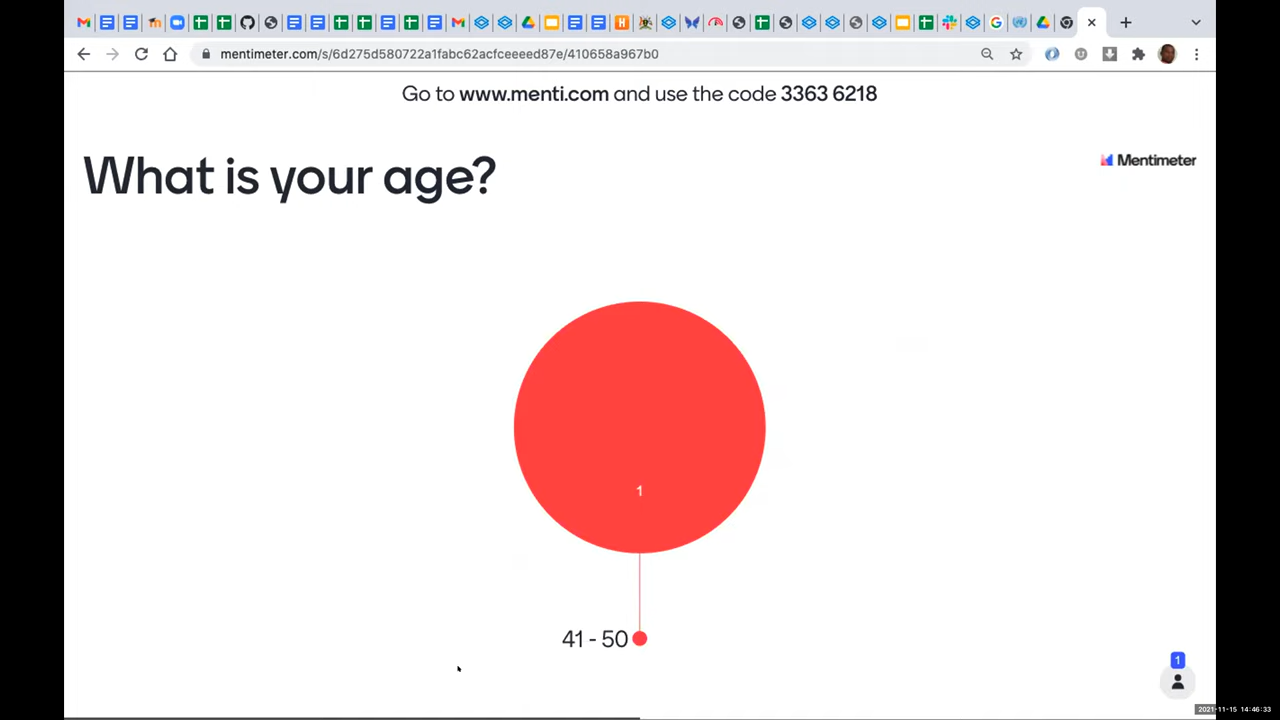 mentimeter.com/s/6d275d580722a1fabc62acfceeeed87e/410658a967b0
Go to www.menti.com and use the code 3363 6218
What is your age?
Mentimeter
1
41 - 50
1
2021-11-15 14:46:33